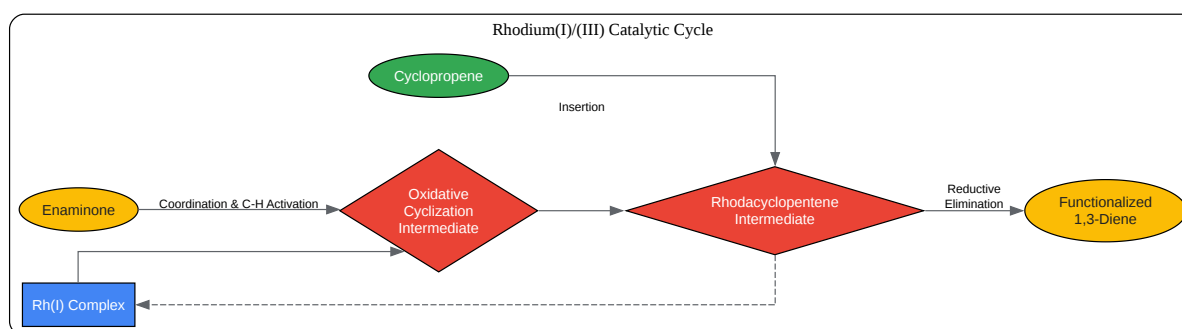 Rhodium(I)/(III) Catalytic Cycle
Cyclopropene
Insertion
Enaminone
Coordination & C-H Activation
Oxidative
Cyclization
Intermediate
Rhodacyclopentene
Intermediate
Reductive
Elimination
Functionalized
1,3-Diene
Rh(I) Complex